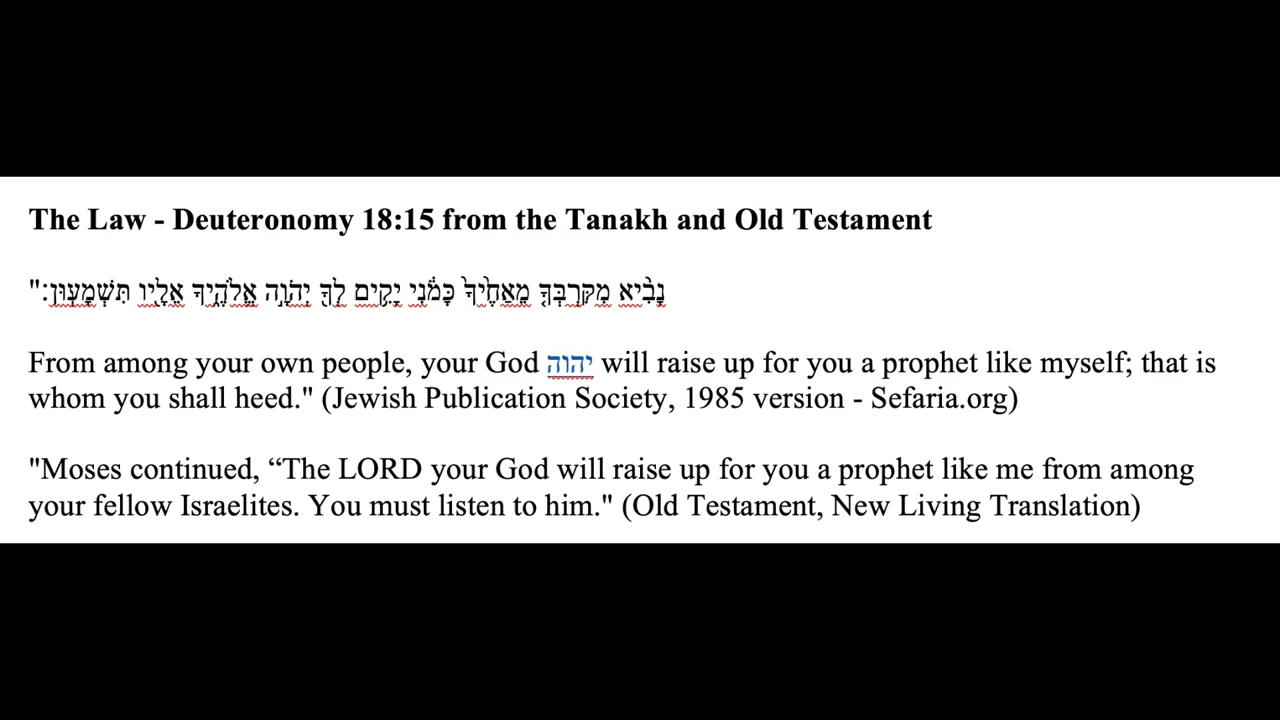 The Law - Deuteronomy 18:15 from the Tanakh and Old Testament
נָבִ֨יא מִקִּרְבְּךָ֤ מֵאַחֶ֙יךָ֙ כָּמֹ֔נִי יָקִ֥ים לְךָ֖ יְהֹוָ֣ה אֱלֹהֶ֑יךָ אֵלָ֖יו תִּשְׁמָעֽוּן׃"
From among your own people, your God יהוה will raise up for you a prophet like myself; that is
whom you shall heed." (Jewish Publication Society, 1985 version - Sefaria.org)
"Moses continued, “The LORD your God will raise up for you a prophet like me from among
your fellow Israelites. You must listen to him." (Old Testament, New Living Translation)